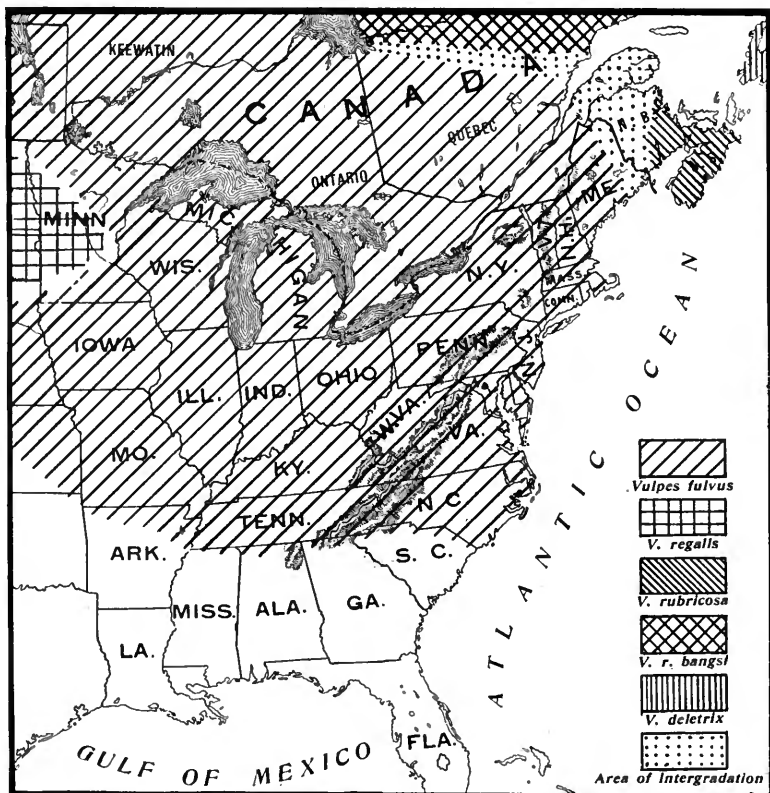 KEEWATIN
CANADA
QUEBEC
ONTARIO
N. B.
N. S.
ME.
MINN
MICHIGAN
WIS.
N.Y.
VT.
N.H.
MASS.
CONN.
IOWA
ILL.
IND.
OHIO
PENN.
N.J.
W.VA.
VA.
MO.
KY.
TENN.
N C
ARK.
S. C.
MISS.
ALA.
GA.
LA.
FLA.
GULF OF MEXICO
ATLANTIC OCEAN
Vulpes fulvus
V. regalis
V. rubricosa
V. r. bangsi
V. deletrix
Area of Intergradation